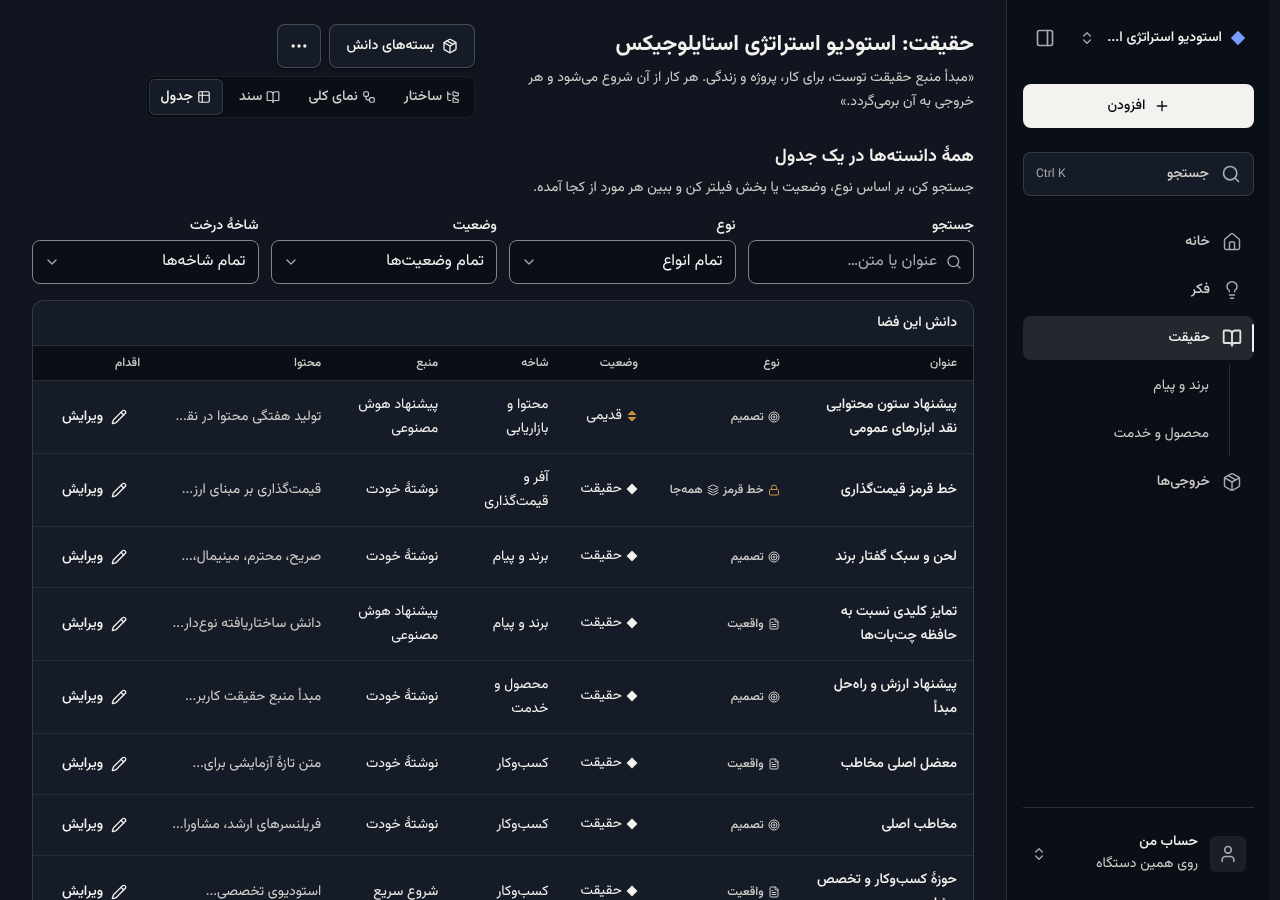 استودیو استراتژی ا...
افزودن
جستجو
Ctrl K
خانه
فکر
حقیقت
برند و پیام
محصول و خدمت
خروجی‌ها
حساب من
روی همین دستگاه
حقیقت: استودیو استراتژی استایلوجیکس
«مبدأ منبع حقیقت توست، برای کار، پروژه و زندگی. هر کار از آن شروع می‌شود و هر
خروجی به آن برمی‌گردد.»
بسته‌های دانش
ساختار
نمای کلی
سند
جدول
همهٔ دانسته‌ها در یک جدول
جستجو کن، بر اساس نوع، وضعیت یا بخش فیلتر کن و ببین هر مورد از کجا آمده.
جستجو
نوع
وضعیت
شاخهٔ درخت
عنوان یا متن…
تمام انواع
تمام وضعیت‌ها
تمام شاخه‌ها
دانش این فضا
عنوان نوع وضعیت شاخه منبع محتوا اقدام
پیشنهاد ستون محتوایی
نقد ابزارهای عمومی
تصمیم
قدیمی
محتوا و
بازاریابی
پیشنهاد هوش
مصنوعی
تولید هفتگی محتوا در نق...
ویرایش
خط قرمز قیمت‌گذاری
خط قرمز همه‌جا
حقیقت
آفر و
قیمت‌گذاری
نوشتهٔ خودت
قیمت‌گذاری بر مبنای ارز...
ویرایش
لحن و سبک گفتار برند
تصمیم
حقیقت
برند و پیام
نوشتهٔ خودت
صریح، محترم، مینیمال،...
ویرایش
تمایز کلیدی نسبت به
حافظه چت‌بات‌ها
واقعیت
حقیقت
برند و پیام
پیشنهاد هوش
مصنوعی
دانش ساختاریافته نوع‌دار...
ویرایش
پیشنهاد ارزش و راه‌حل
مبدأ
تصمیم
حقیقت
محصول و
خدمت
نوشتهٔ خودت
مبدأ منبع حقیقت کاربر...
ویرایش
معضل اصلی مخاطب
واقعیت
حقیقت
کسب‌وکار
نوشتهٔ خودت
متن تازهٔ آزمایشی برای...
ویرایش
مخاطب اصلی
تصمیم
حقیقت
کسب‌وکار
نوشتهٔ خودت
فریلنسرهای ارشد، مشاورا...
ویرایش
حوزهٔ کسب‌وکار و تخصص
واقعیت
حقیقت
کسب‌وکار
شروع سریع
استودیوی تخصصی...
ویرایش